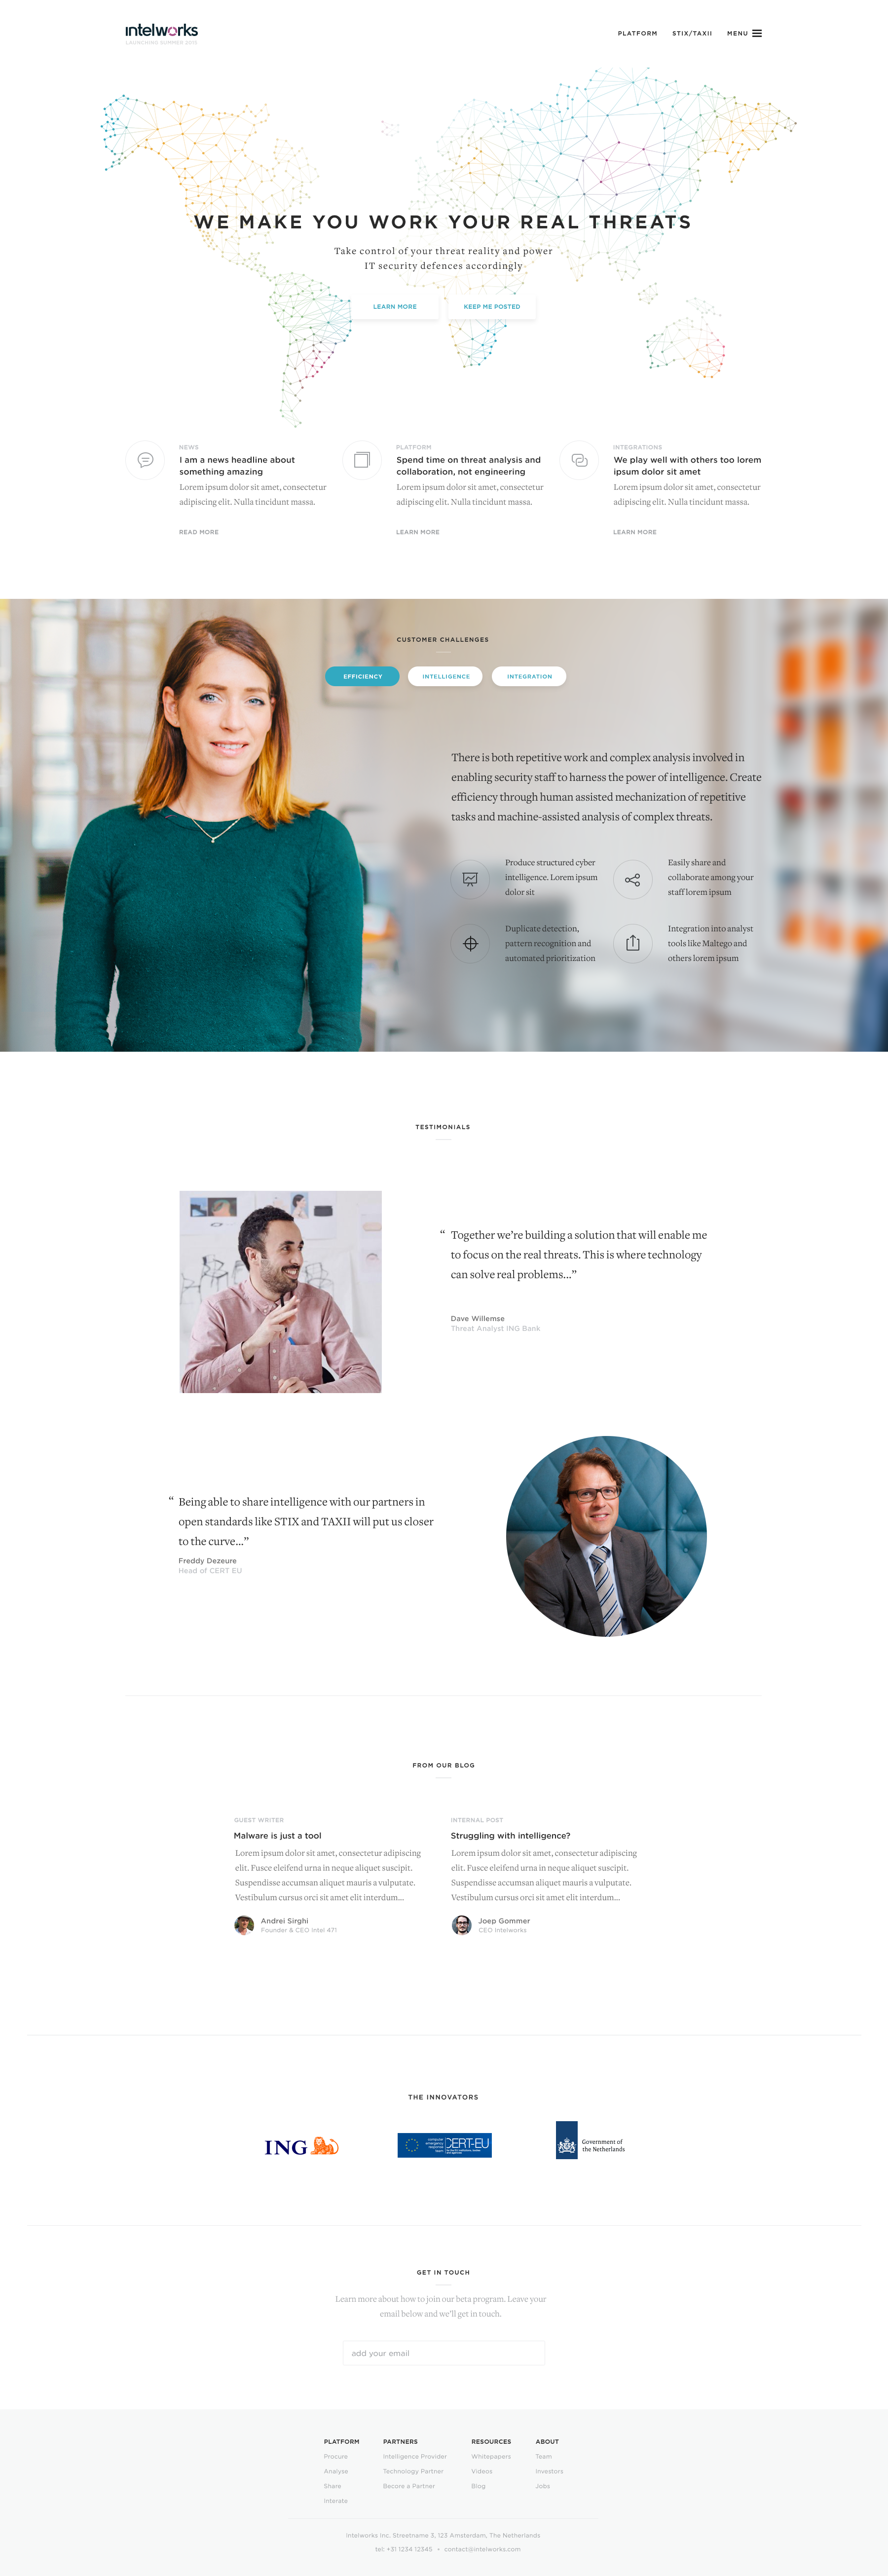 intelworks
LAUNCHING SUMMER 2015
PLATFORM
STIX/TAXII
MENU
WE MAKE YOU WORK YOUR REAL THREATS
Take control of your threat reality and power
IT security defences accordingly
LEARN MORE
KEEP ME POSTED
NEWS
I am a news headline about
something amazing
Lorem ipsum dolor sit amet, consectetur
adipiscing elit. Nulla tincidunt massa.
READ MORE
PLATFORM
Spend time on threat analysis and
collaboration, not engineering
Lorem ipsum dolor sit amet, consectetur
adipiscing elit. Nulla tincidunt massa.
LEARN MORE
INTEGRATIONS
We play well with others too lorem
ipsum dolor sit amet
Lorem ipsum dolor sit amet, consectetur
adipiscing elit. Nulla tincidunt massa.
LEARN MORE
CUSTOMER CHALLENGES
EFFICIENCY
INTELLIGENCE
INTEGRATION
There is both repetitive work and complex analysis involved in
enabling security staff to harness the power of intelligence. Create
efficiency through human assisted mechanization of repetitive
tasks and machine-assisted analysis of complex threats.
Produce structured cyber
intelligence. Lorem ipsum
dolor sit
Easily share and
collaborate among your
staff lorem ipsum
Duplicate detection,
pattern recognition and
automated prioritization
Integration into analyst
tools like Maltego and
others lorem ipsum
TESTIMONIALS
“ Together we’re building a solution that will enable me
to focus on the real threats. This is where technology
can solve real problems...”
Dave Willemse
Threat Analyst ING Bank
“ Being able to share intelligence with our partners in
open standards like STIX and TAXII will put us closer
to the curve...”
Freddy Dezeure
Head of CERT EU
FROM OUR BLOG
GUEST WRITER
Malware is just a tool
Lorem ipsum dolor sit amet, consectetur adipiscing
elit. Fusce eleifend urna in neque aliquet suscipit.
Suspendisse accumsan aliquet mauris a vulputate.
Vestibulum cursus orci sit amet elit interdum...
Andrei Sirghi
Founder & CEO Intel 471
INTERNAL POST
Struggling with intelligence?
Lorem ipsum dolor sit amet, consectetur adipiscing
elit. Fusce eleifend urna in neque aliquet suscipit.
Suspendisse accumsan aliquet mauris a vulputate.
Vestibulum cursus orci sit amet elit interdum...
Joep Gommer
CEO Intelworks
THE INNOVATORS
ING
CERT-EU
Government of
the Netherlands
GET IN TOUCH
Learn more about how to join our beta program. Leave your
email below and we’ll get in touch.
add your email
PLATFORM
Procure
Analyse
Share
Interate
PARTNERS
Intelligence Provider
Technology Partner
Becore a Partner
RESOURCES
Whitepapers
Videos
Blog
ABOUT
Team
Investors
Jobs
Intelworks Inc. Streetname 3, 123 Amsterdam, The Netherlands
tel: +31 1234 12345 • contact@intelworks.com